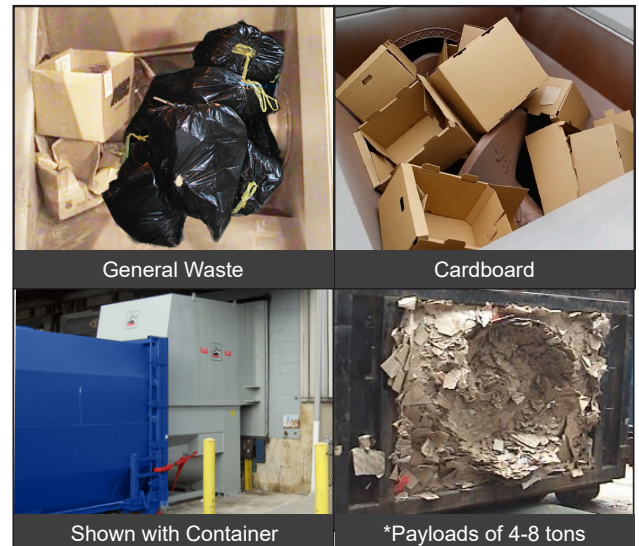 General Waste
Cardboard
Shown with Container
*Payloads of 4-8 tons